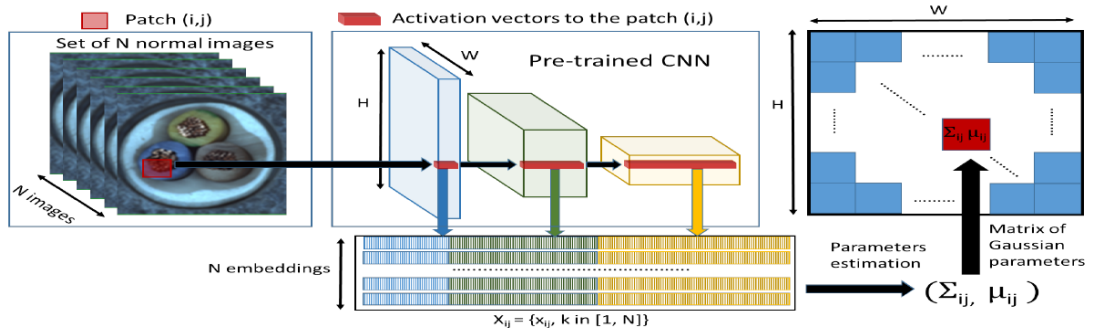 Patch (i,j)
Activation vectors to the patch (i,j)
Set of N normal images
N images
Pre-trained CNN
W
H
W
H
Σij μij
N embeddings
Xij = {xij, k in [1, N]}
Parameters
estimation
Matrix of
Gaussian
parameters
(Σij, μij )